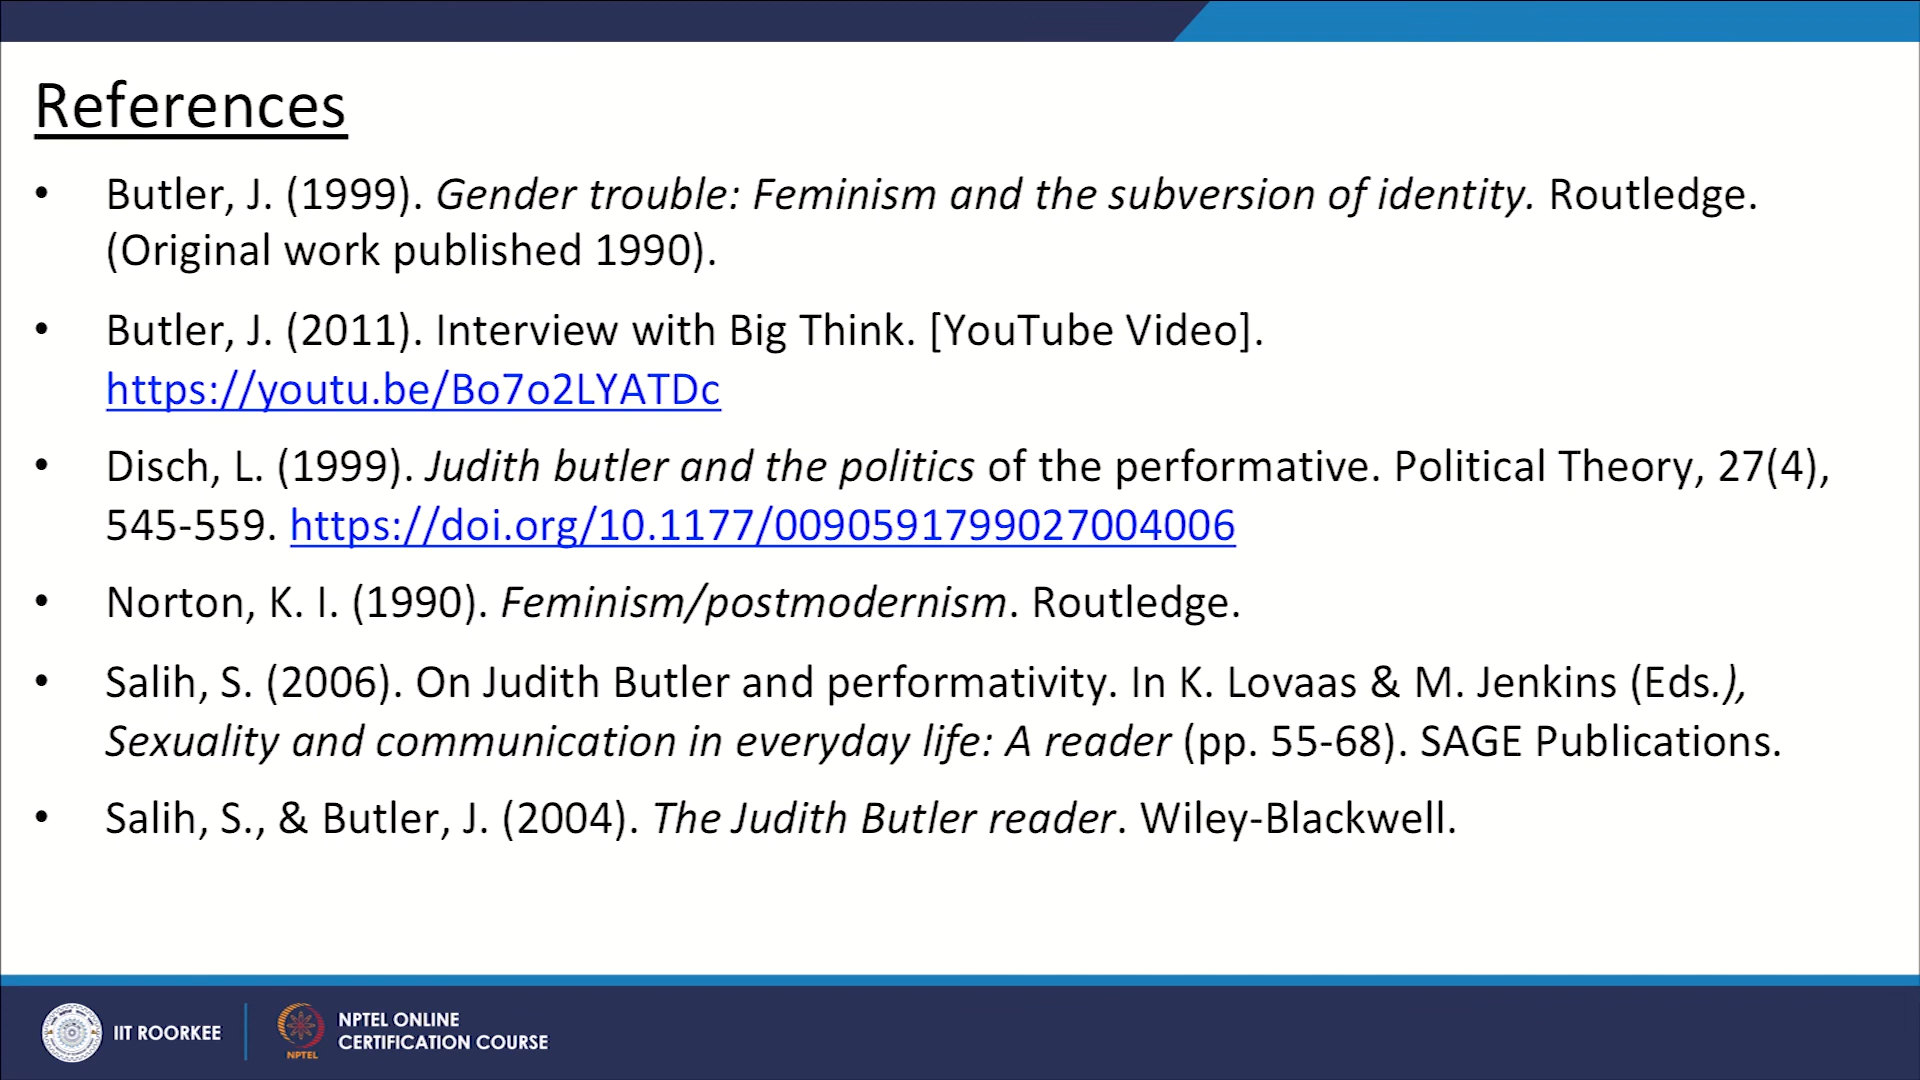 References
• Butler, J. (1999). Gender trouble: Feminism and the subversion of identity. Routledge.
(Original work published 1990).
• Butler, J. (2011). Interview with Big Think. [YouTube Video].
https://youtu.be/Bo7o2LYATDc
• Disch, L. (1999). Judith butler and the politics of the performative. Political Theory, 27(4),
545-559. https://doi.org/10.1177/0090591799027004006
• Norton, K. I. (1990). Feminism/postmodernism. Routledge.
• Salih, S. (2006). On Judith Butler and performativity. In K. Lovaas & M. Jenkins (Eds.),
Sexuality and communication in everyday life: A reader (pp. 55-68). SAGE Publications.
• Salih, S., & Butler, J. (2004). The Judith Butler reader. Wiley-Blackwell.
IIT ROORKEE
NPTEL
NPTEL ONLINE
CERTIFICATION COURSE